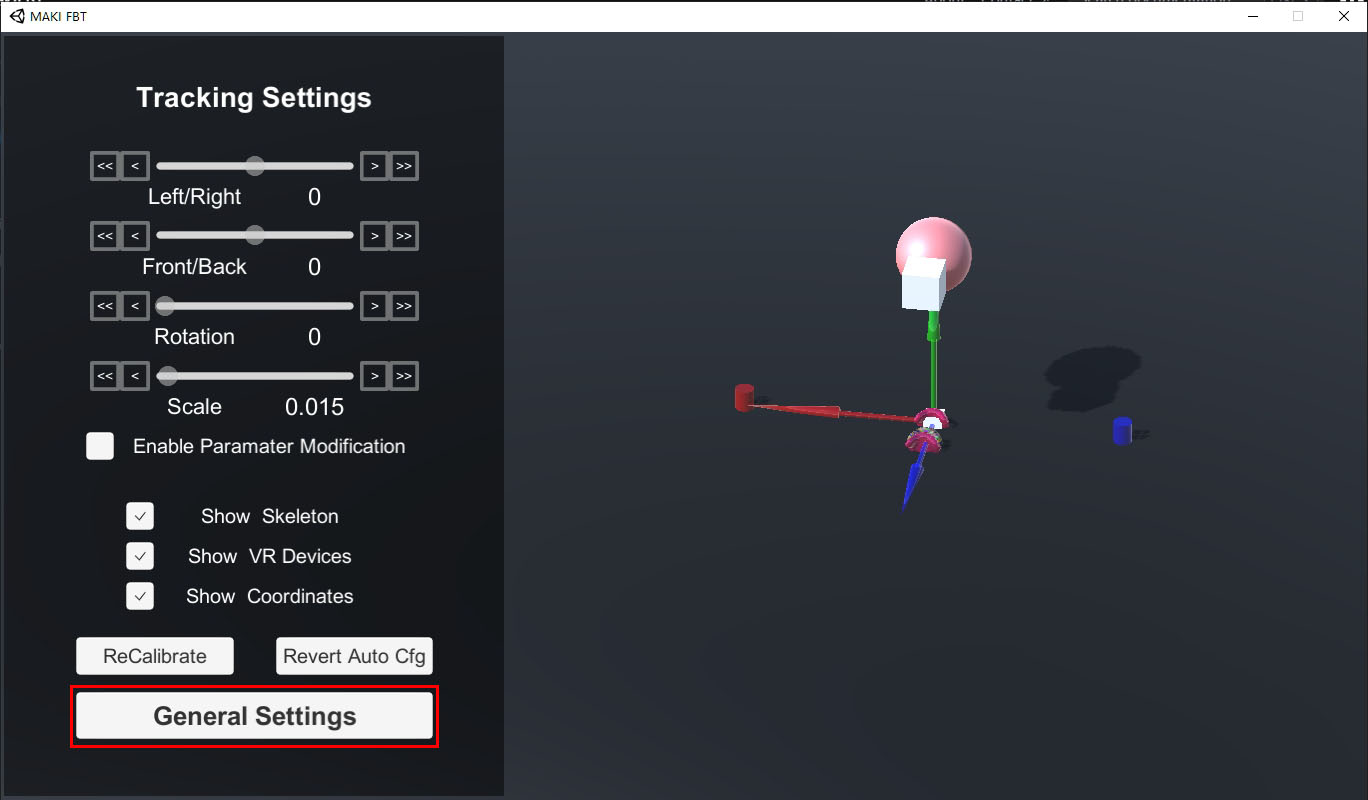 MAKI FBT
Tracking Settings
<< < > >>
Left/Right 0
<< < > >>
Front/Back 0
<< < > >>
Rotation 0
<< < > >>
Scale 0.015
Enable Paramater Modification
Show Skeleton
Show VR Devices
Show Coordinates
ReCalibrate Revert Auto Cfg
General Settings